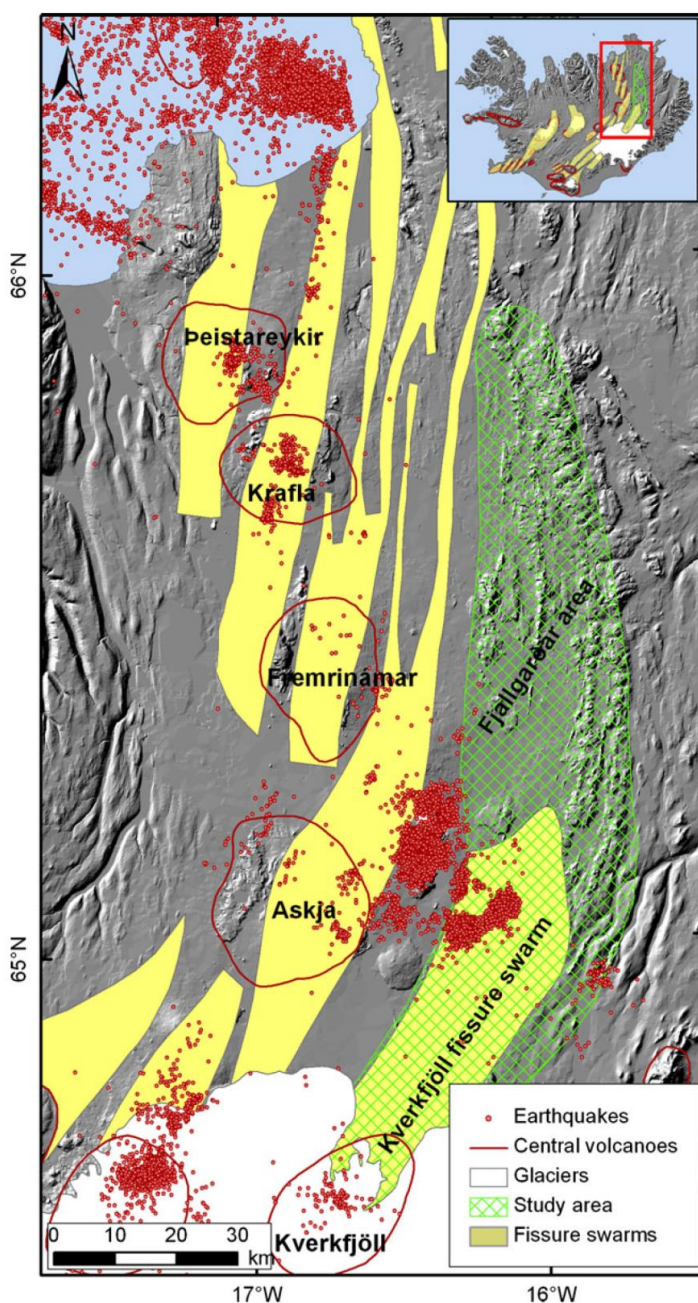 N
66°N
Þeistareykir
Krafla
Fremrinámar
Fjallgarðar area
Askja
65°N
Kverkfjöll fissure swarm
Earthquakes
Central volcanoes
Glaciers
Study area
Fissure swarms
Kverkfjöll
0 10 20 30
km
17°W
16°W